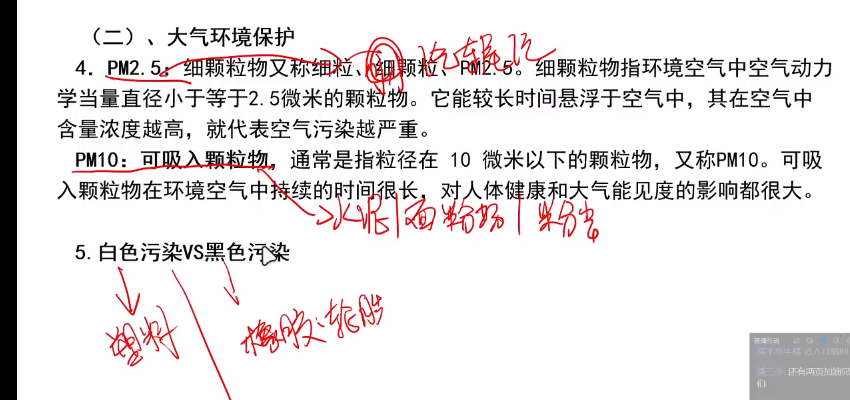 （二）、大气环境保护
4. PM2.5：细颗粒物又称细粒、细颗粒、PM2.5。细颗粒物指环境空气中空气动力
汽车尾气
学当量直径小于等于2.5微米的颗粒物。它能较长时间悬浮于空气中，其在空气中
含量浓度越高，就代表空气污染越严重。
PM10：可吸入颗粒物，通常是指粒径在 10 微米以下的颗粒物，又称PM10。可吸
入颗粒物在环境空气中持续的时间很长，对人体健康和大气能见度的影响都很大。
水泥|面粉场|粉尘
5. 白色污染VS黑色污染
塑料
橡胶：轮胎
还有两页加油兄
们